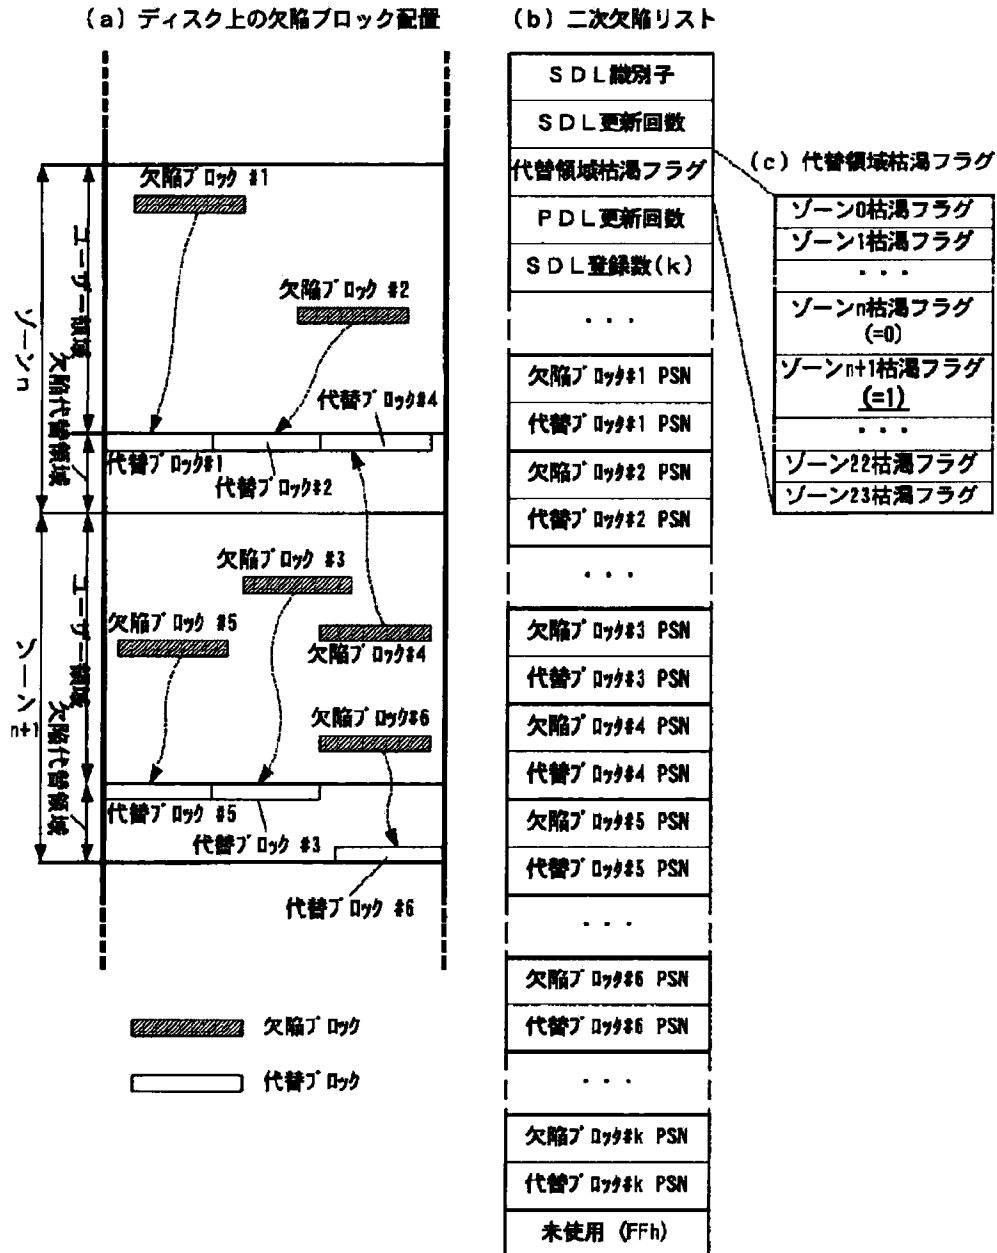 (a) ディスク上の欠陥ブロック配置
欠陥ブロック #1
欠陥ブロック #2
代替ブロック#4
代替ブロック#1
代替ブロック#2
ゾーンn
ユーザー領域
欠陥代替領域
欠陥ブロック #3
欠陥ブロック #5
欠陥ブロック#4
欠陥ブロック#6
代替ブロック #5
代替ブロック #3
代替ブロック #6
ゾーンn+1
ユーザー領域
欠陥代替領域
欠陥ブロック
代替ブロック
(b) 二次欠陥リスト
SDL識別子
SDL更新回数
代替領域枯渇フラグ
PDL更新回数
SDL登録数(k)
・・・
欠陥ブロック#1 PSN
代替ブロック#1 PSN
欠陥ブロック#2 PSN
代替ブロック#2 PSN
・・・
欠陥ブロック#3 PSN
代替ブロック#3 PSN
欠陥ブロック#4 PSN
代替ブロック#4 PSN
欠陥ブロック#5 PSN
代替ブロック#5 PSN
・・・
欠陥ブロック#6 PSN
代替ブロック#6 PSN
・・・
欠陥ブロック#k PSN
代替ブロック#k PSN
未使用 (FFh)
(c) 代替領域枯渇フラグ
ゾーン0枯渇フラグ
ゾーン1枯渇フラグ
・・・
ゾーンn枯渇フラグ
(=0)
ゾーンn+1枯渇フラグ
(=1)
・・・
ゾーン22枯渇フラグ
ゾーン23枯渇フラグ